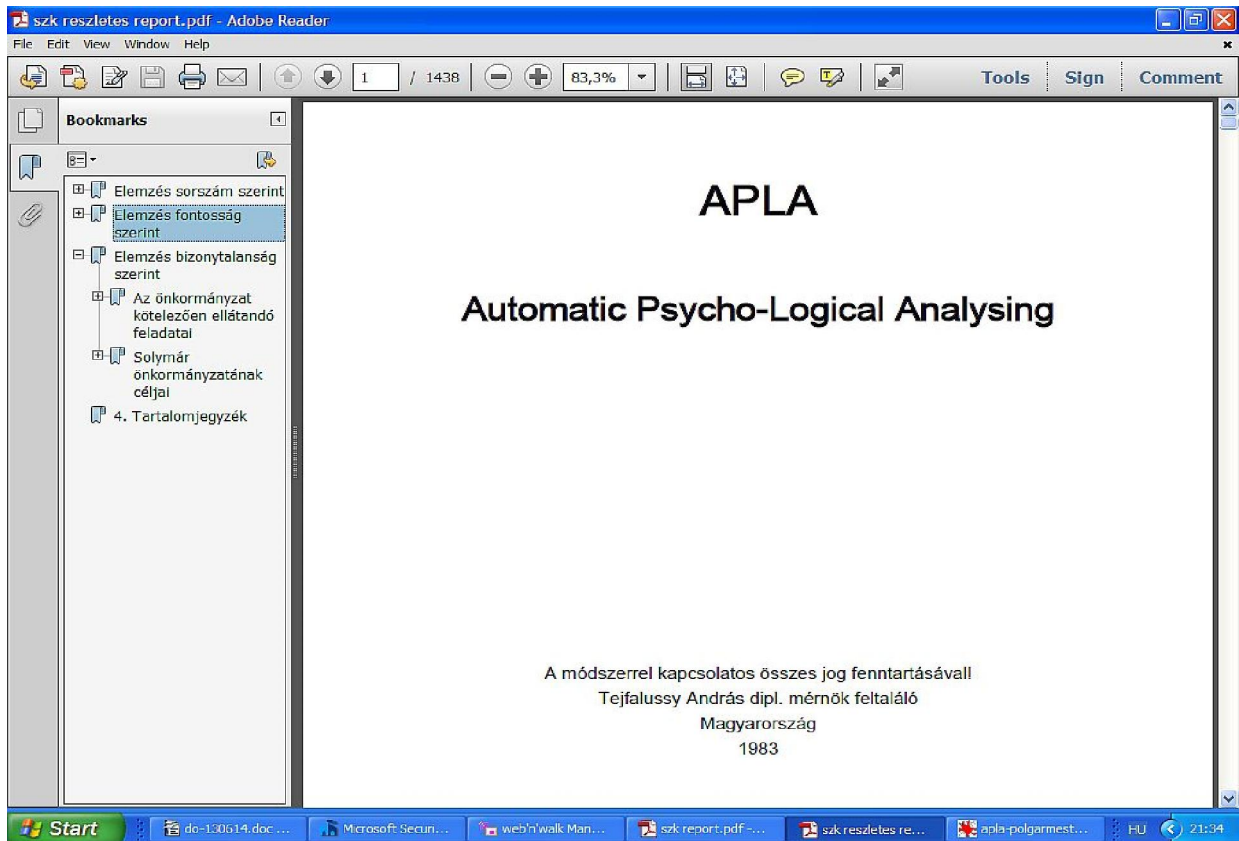 szk reszletes report.pdf - Adobe Reader
File Edit View Window Help
1 / 1438 83,3% Tools Sign Comment
Bookmarks
Elemzés sorszám szerint
Elemzés fontosság
szerint
Elemzés bizonytalanság
szerint
Az önkormányzat
kötelezően ellátandó
feladatai
Solymár
önkormányzatának
céljai
4. Tartalomjegyzék
APLA
Automatic Psycho-Logical Analysing
A módszerrel kapcsolatos összes jog fenntartásával!
Tejfalussy András dipl. mérnök feltaláló
Magyarország
1983
Start do-130614.doc ... Microsoft Securi... web'n'walk Man... szk report.pdf -... szk reszletes re... apla-polgarmest... HU 21:34